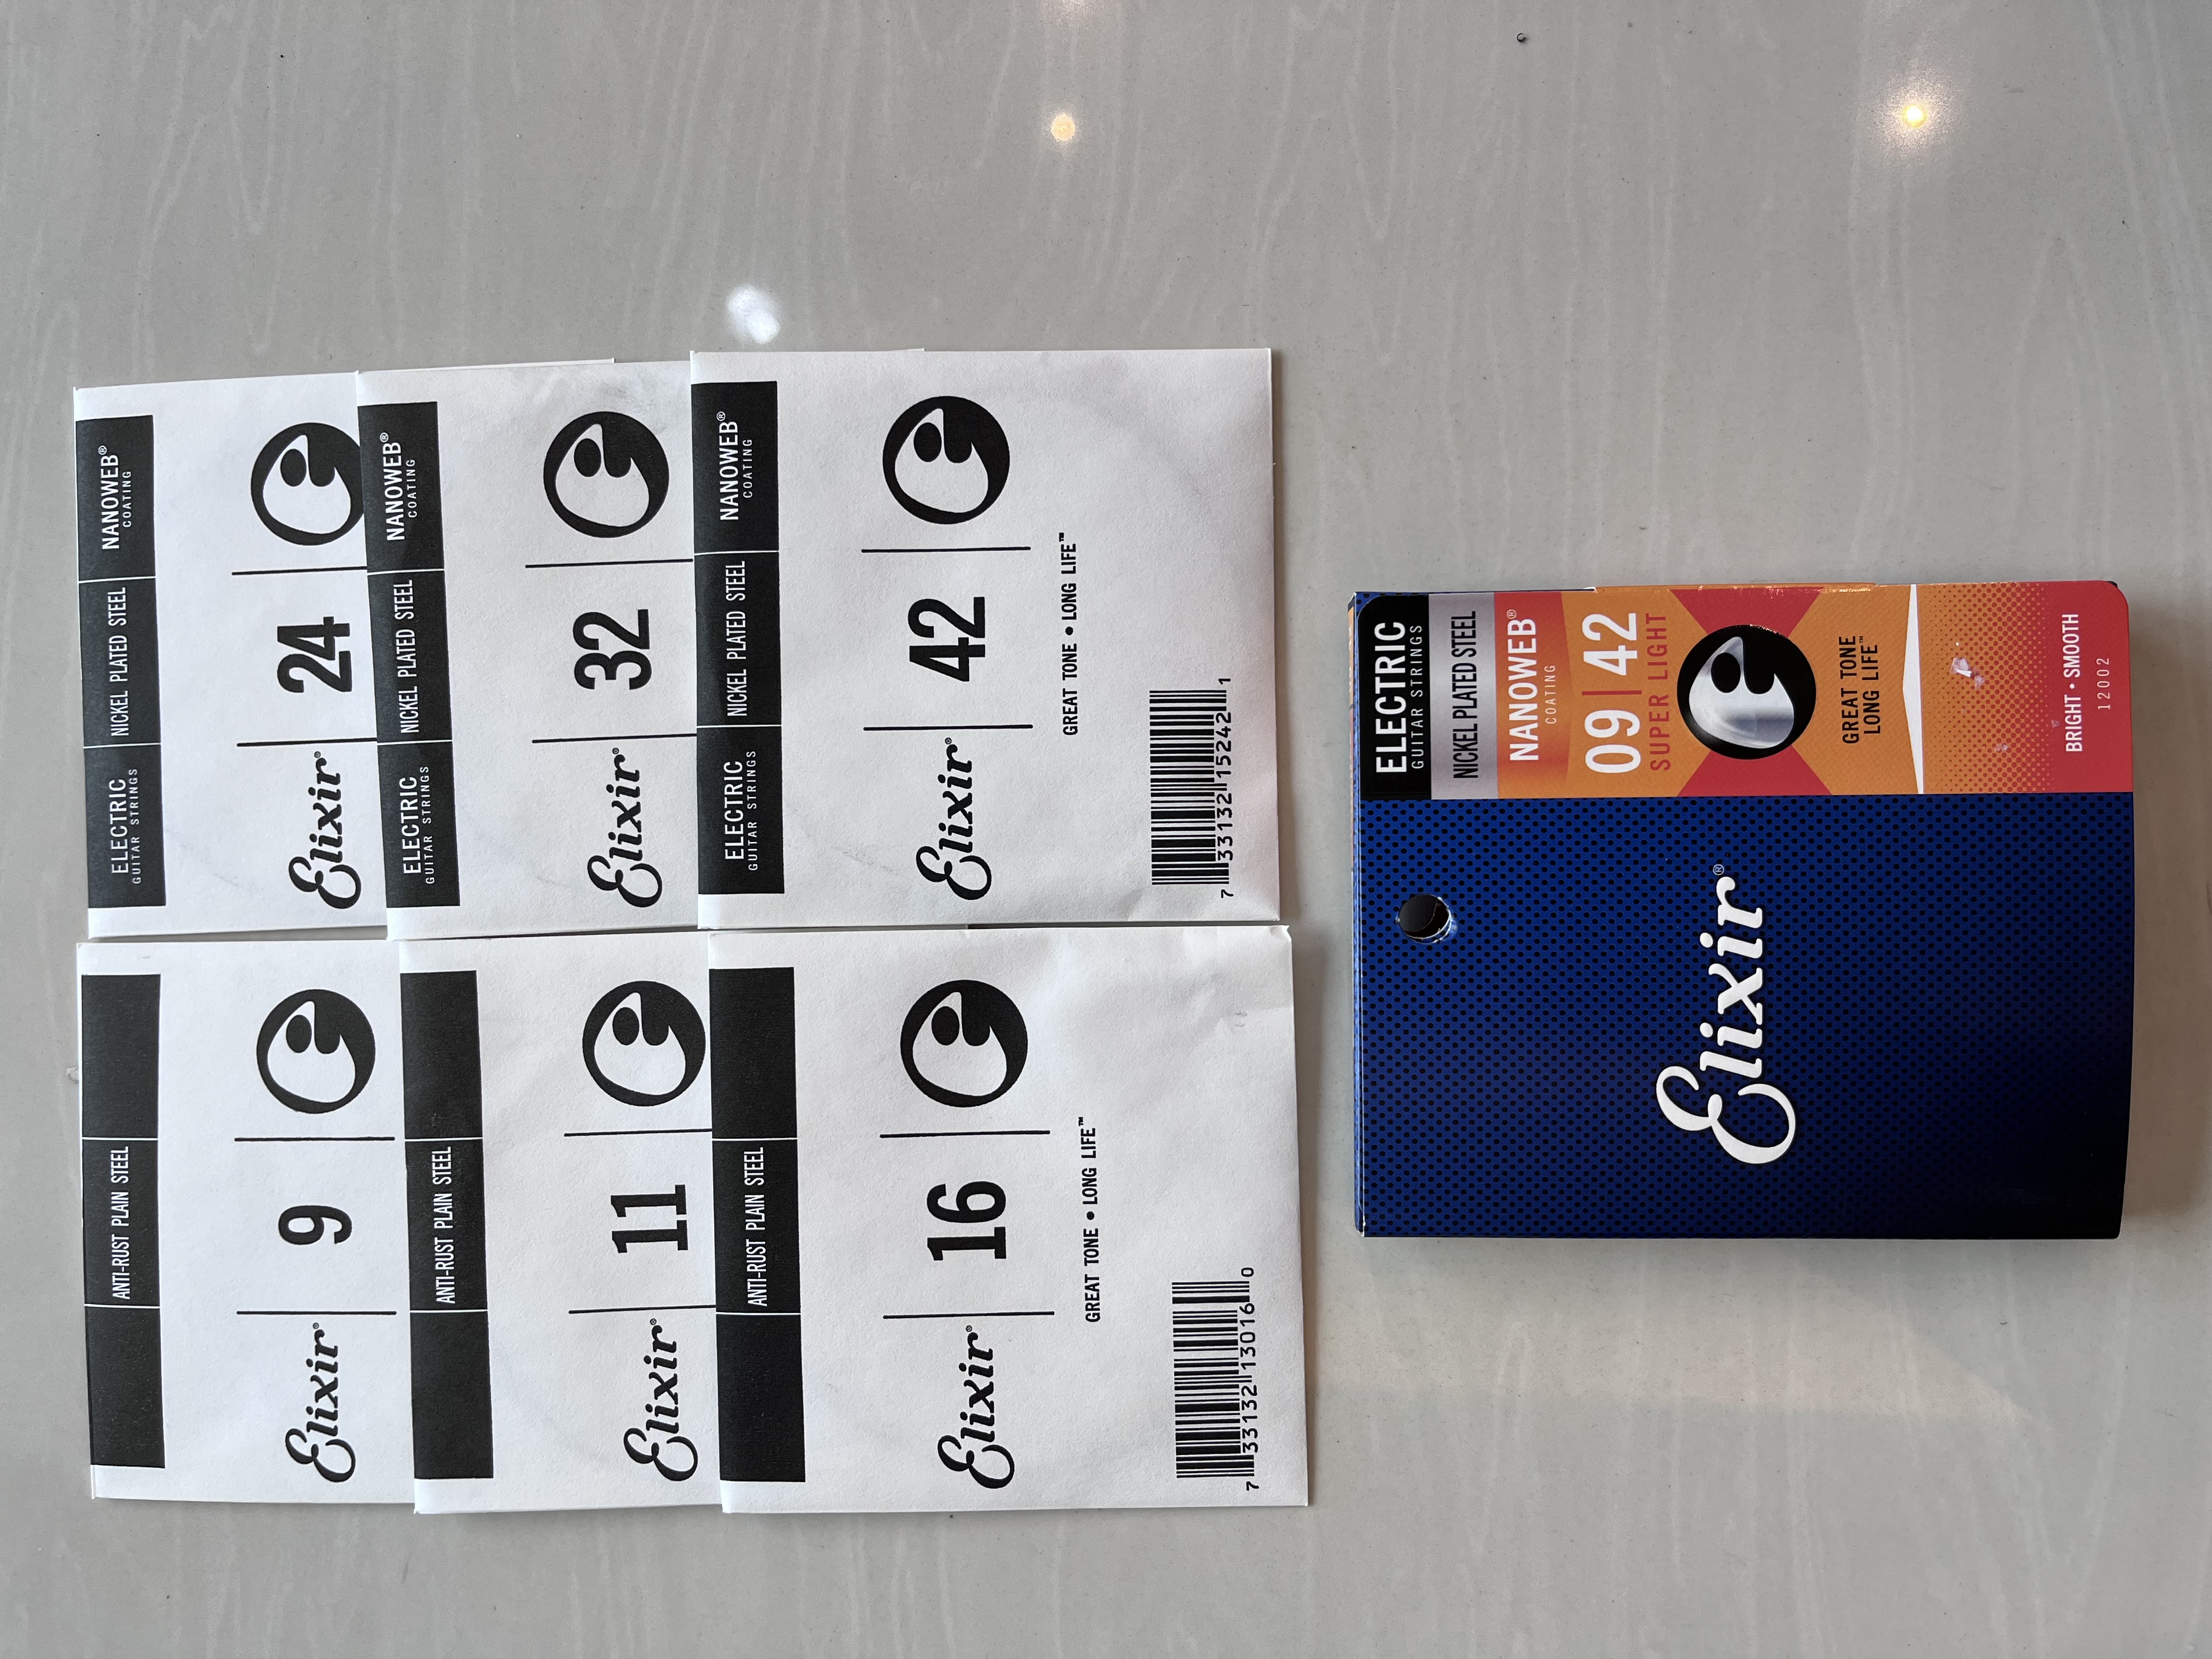 ELECTRIC
GUITAR STRINGS
NICKEL PLATED STEEL
NANOWEB®
COATING
Elixir® 24
ELECTRIC
GUITAR STRINGS
NICKEL PLATED STEEL
NANOWEB®
COATING
Elixir® 32
ELECTRIC
GUITAR STRINGS
NICKEL PLATED STEEL
NANOWEB®
COATING
Elixir® 42
GREAT TONE • LONG LIFE™
7 33132 15242 1
ANTI-RUST PLAIN STEEL
Elixir® 9
ANTI-RUST PLAIN STEEL
Elixir® 11
ANTI-RUST PLAIN STEEL
Elixir® 16
GREAT TONE • LONG LIFE™
7 33132 13016 0
ELECTRIC
GUITAR STRINGS
NICKEL PLATED STEEL
NANOWEB®
COATING
09 | 42
SUPER LIGHT
GREAT TONE
LONG LIFE™
BRIGHT • SMOOTH
12002
Elixir®